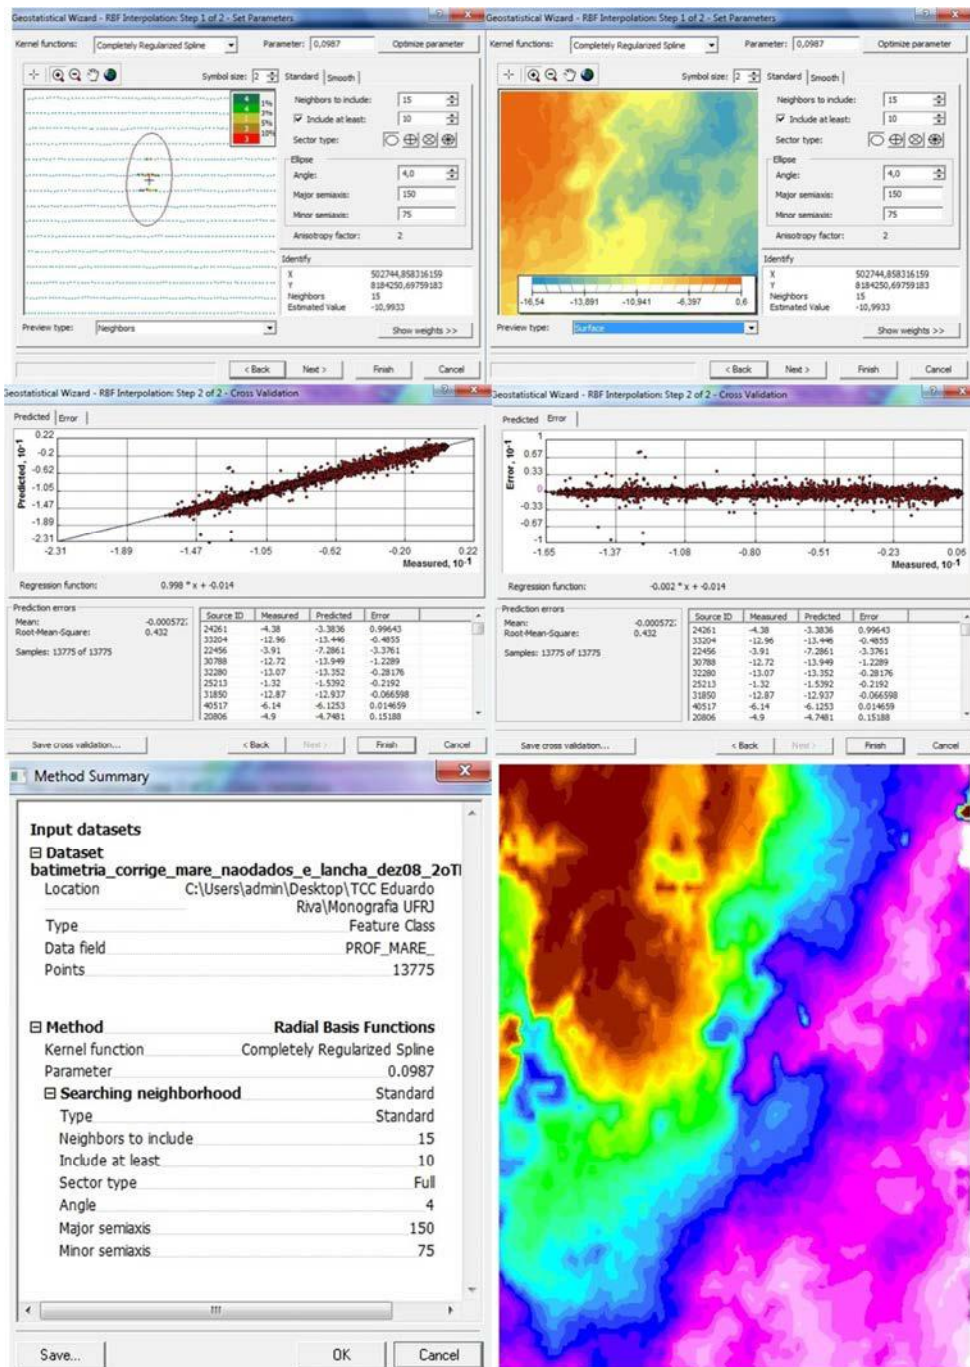 Geostatistical Wizard - RBF Interpolation: Step 1 of 2 - Set Parameters
Kernel functions: Completely Regularized Spline Parameter: 0,0987 Optimize parameter
Symbol size: 2 Standard Smooth
Neighbors to include: 15
Include at least: 10
Sector type:
Ellipse
Angle: 4,0
Major semiaxis: 150
Minor semiaxis: 75
Anisotropy factor: 2
Identify
X 502744,858316159
Y 8184250,69759183
Neighbors 15
Estimated Value -10,9933
1%
3%
5%
10%
Preview type: Neighbors Show weights >>
< Back Next > Finish Cancel
Geostatistical Wizard - RBF Interpolation: Step 1 of 2 - Set Parameters
Kernel functions: Completely Regularized Spline Parameter: 0,0987 Optimize parameter
Symbol size: 2 Standard Smooth
Neighbors to include: 15
Include at least: 10
Sector type:
Ellipse
Angle: 4,0
Major semiaxis: 150
Minor semiaxis: 75
Anisotropy factor: 2
Identify
X 502744,858316159
Y 8184250,69759183
Neighbors 15
Estimated Value -10,9933
-16,54 -13,891 -10,941 -6,397 0,6
Preview type: Surface Show weights >>
< Back Next > Finish Cancel
Geostatistical Wizard - RBF Interpolation: Step 2 of 2 - Cross Validation
Predicted Error
Predicted, 10⁻¹
0.22
-0.2
-0.62
-1.05
-1.47
-1.89
-2.31
-2.31 -1.89 -1.47 -1.05 -0.62 -0.20 0.22
Measured, 10⁻¹
Regression function: 0.998 * x + -0.014
Prediction errors
Mean: -0.000572
Root-Mean-Square: 0.432
Samples: 13775 of 13775
Source ID Measured Predicted Error
24261 -4.38 -3.3836 0.99643
33204 -12.96 -13.446 -0.4855
22456 -3.91 -7.2861 -3.3761
30788 -12.72 -13.949 -1.2289
32280 -13.07 -13.352 -0.28176
25213 -1.32 -1.5392 -0.2192
31850 -12.87 -12.937 -0.066598
40517 -6.14 -6.1253 0.014659
20806 -4.9 -4.7481 0.15188
Save cross validation... < Back Next > Finish Cancel
Geostatistical Wizard - RBF Interpolation: Step 2 of 2 - Cross Validation
Predicted Error
Error, 10⁻¹
1
0.67
0.33
0
-0.33
-0.67
-1
-1.65 -1.37 -1.08 -0.80 -0.51 -0.23 0.06
Measured, 10⁻¹
Regression function: -0.002 * x + -0.014
Prediction errors
Mean: -0.000572
Root-Mean-Square: 0.432
Samples: 13775 of 13775
Source ID Measured Predicted Error
24261 -4.38 -3.3836 0.99643
33204 -12.96 -13.446 -0.4855
22456 -3.91 -7.2861 -3.3761
30788 -12.72 -13.949 -1.2289
32280 -13.07 -13.352 -0.28176
25213 -1.32 -1.5392 -0.2192
31850 -12.87 -12.937 -0.066598
40517 -6.14 -6.1253 0.014659
20806 -4.9 -4.7481 0.15188
Save cross validation... < Back Next > Finish Cancel
Method Summary
Input datasets
Dataset
batimetria_corrige_mare_naodados_e_lancha_dez08_2oT
Location C:\Users\admin\Desktop\TCC Eduardo
Riva\Monografia UFRJ
Type Feature Class
Data field PROF_MARE_
Points 13775
Method Radial Basis Functions
Kernel function Completely Regularized Spline
Parameter 0.0987
Searching neighborhood Standard
Type Standard
Neighbors to include 15
Include at least 10
Sector type Full
Angle 4
Major semiaxis 150
Minor semiaxis 75
Save... OK Cancel